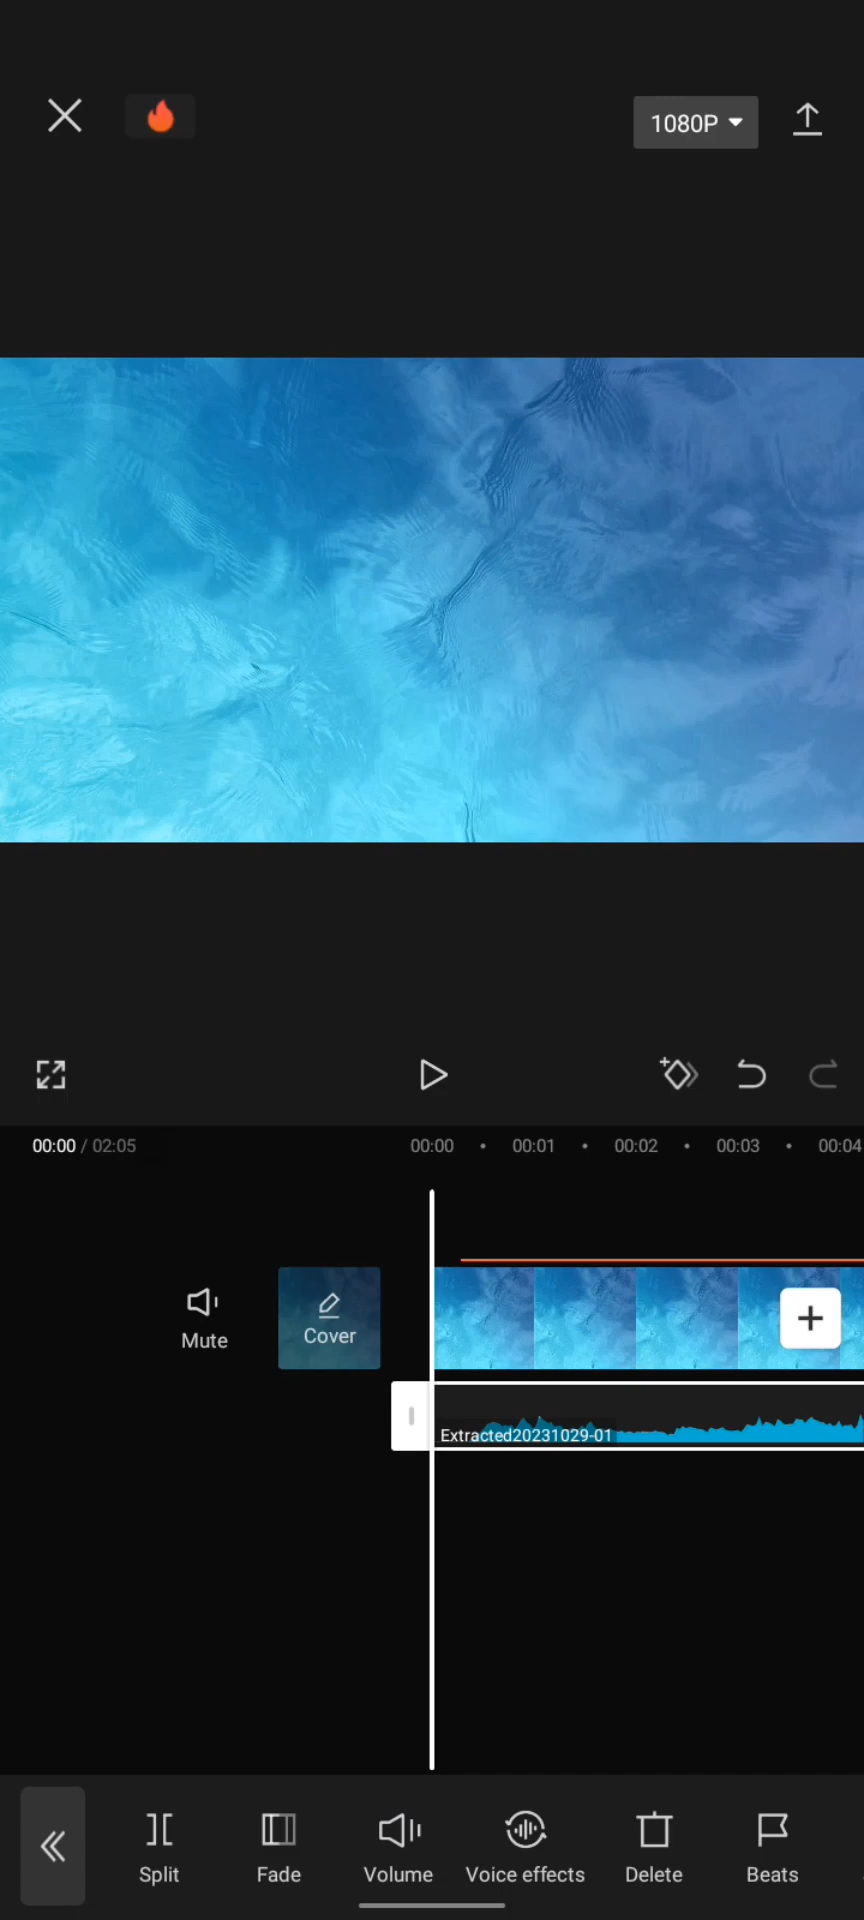 1080P
00:00 / 02:05
00:00
00:01
00:02
00:03
00:04
Mute
Cover
Extracted20231029-01
Split
Fade
Volume
Voice effects
Delete
Beats